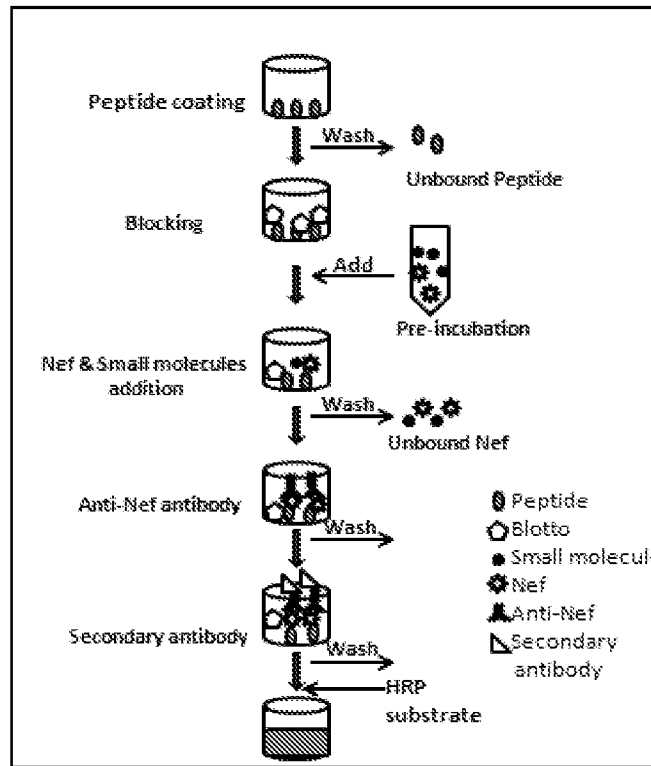 Peptide coating
Wash
Unbound Peptide
Blocking
Add
Pre-incubation
Nef & Small molecules
addition
Wash
Unbound Nef
Anti-Nef antibody
Wash
Peptide
Blotto
Small molecul
Nef
Anti-Nef
Secondary
antibody
Secondary antibody
Wash
HRP
substrate